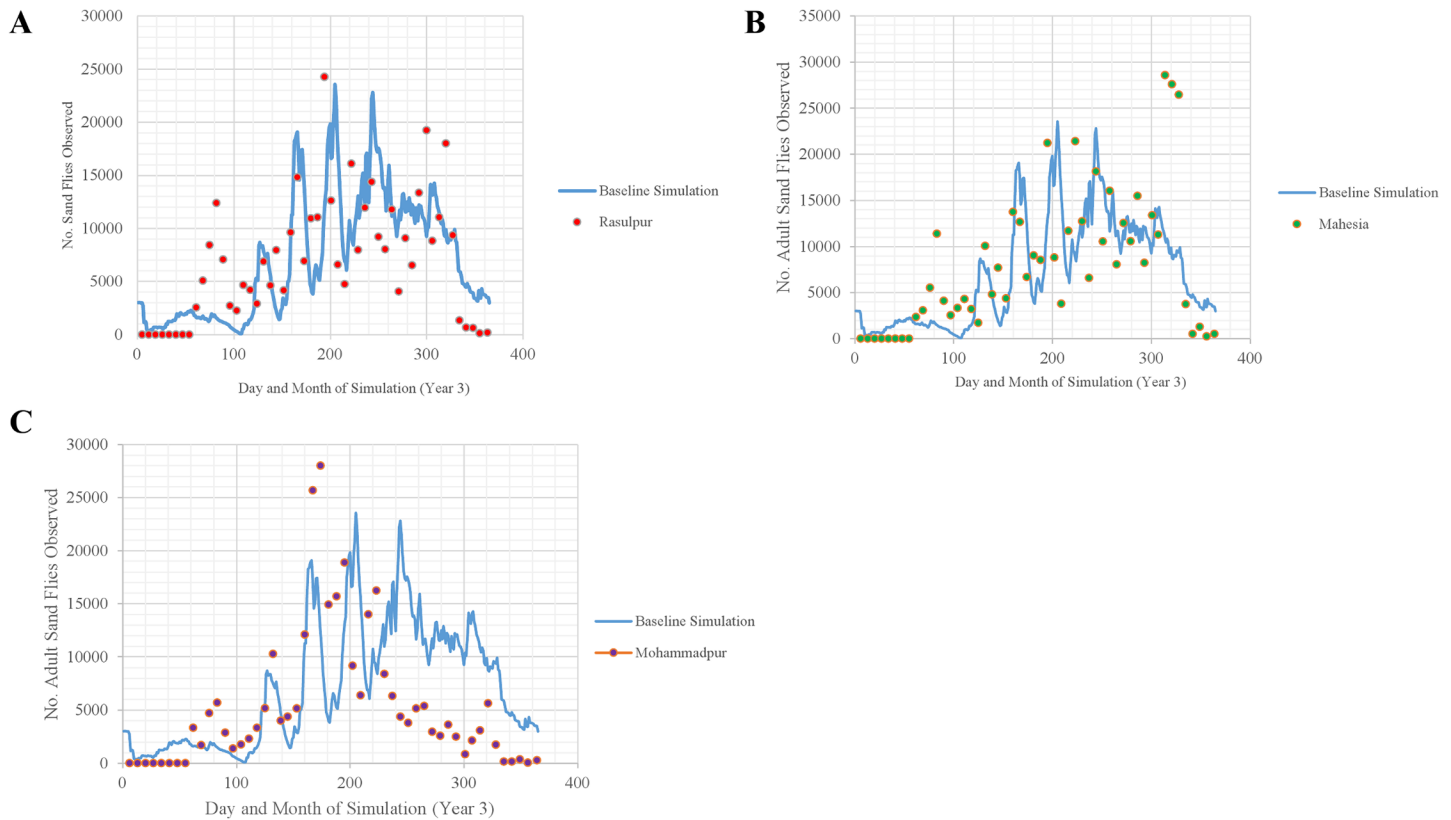 A
30000
25000
20000
15000
10000
5000
0
No. Sand Flies Observed
0 100 200 300 400
Day and Month of Simulation (Year 3)
Baseline Simulation
Rasulpur
B
35000
30000
25000
20000
15000
10000
5000
0
No. Adult Sand Flies Observed
0 100 200 300 400
Day and Month of Simulation (Year 3)
Baseline Simulation
Mahesia
C
30000
25000
20000
15000
10000
5000
0
No. Adult Sand Flies Observed
0 100 200 300 400
Day and Month of Simulation (Year 3)
Baseline Simulation
Mohammadpur